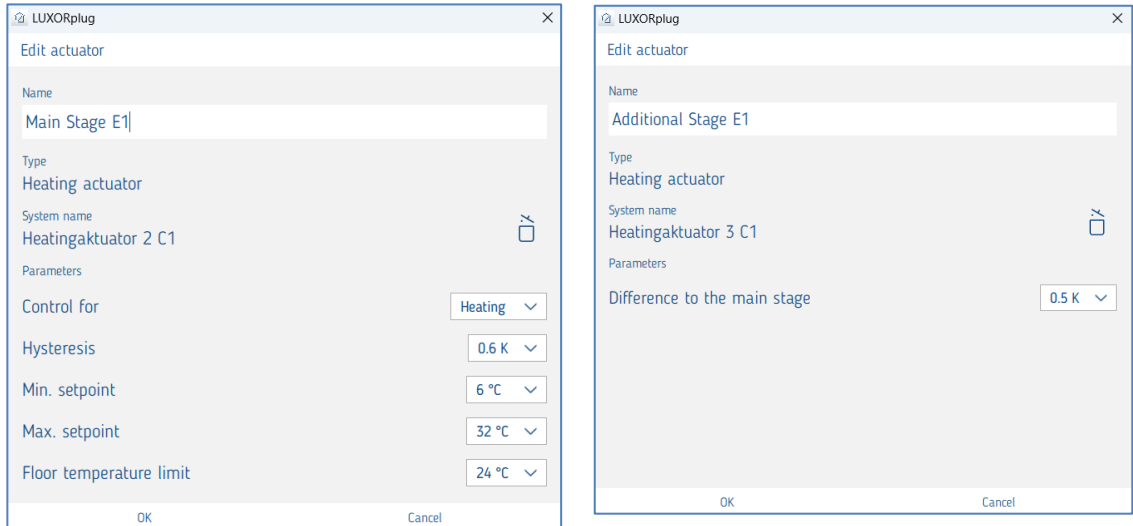 LUXORplug
Edit actuator
Name
Main Stage E1
Type
Heating actuator
System name
Heatingaktuator 2 C1
Parameters
Control for Heating
Hysteresis 0.6 K
Min. setpoint 6 °C
Max. setpoint 32 °C
Floor temperature limit 24 °C
OK Cancel
LUXORplug
Edit actuator
Name
Additional Stage E1
Type
Heating actuator
System name
Heatingaktuator 3 C1
Parameters
Difference to the main stage 0.5 K
OK Cancel